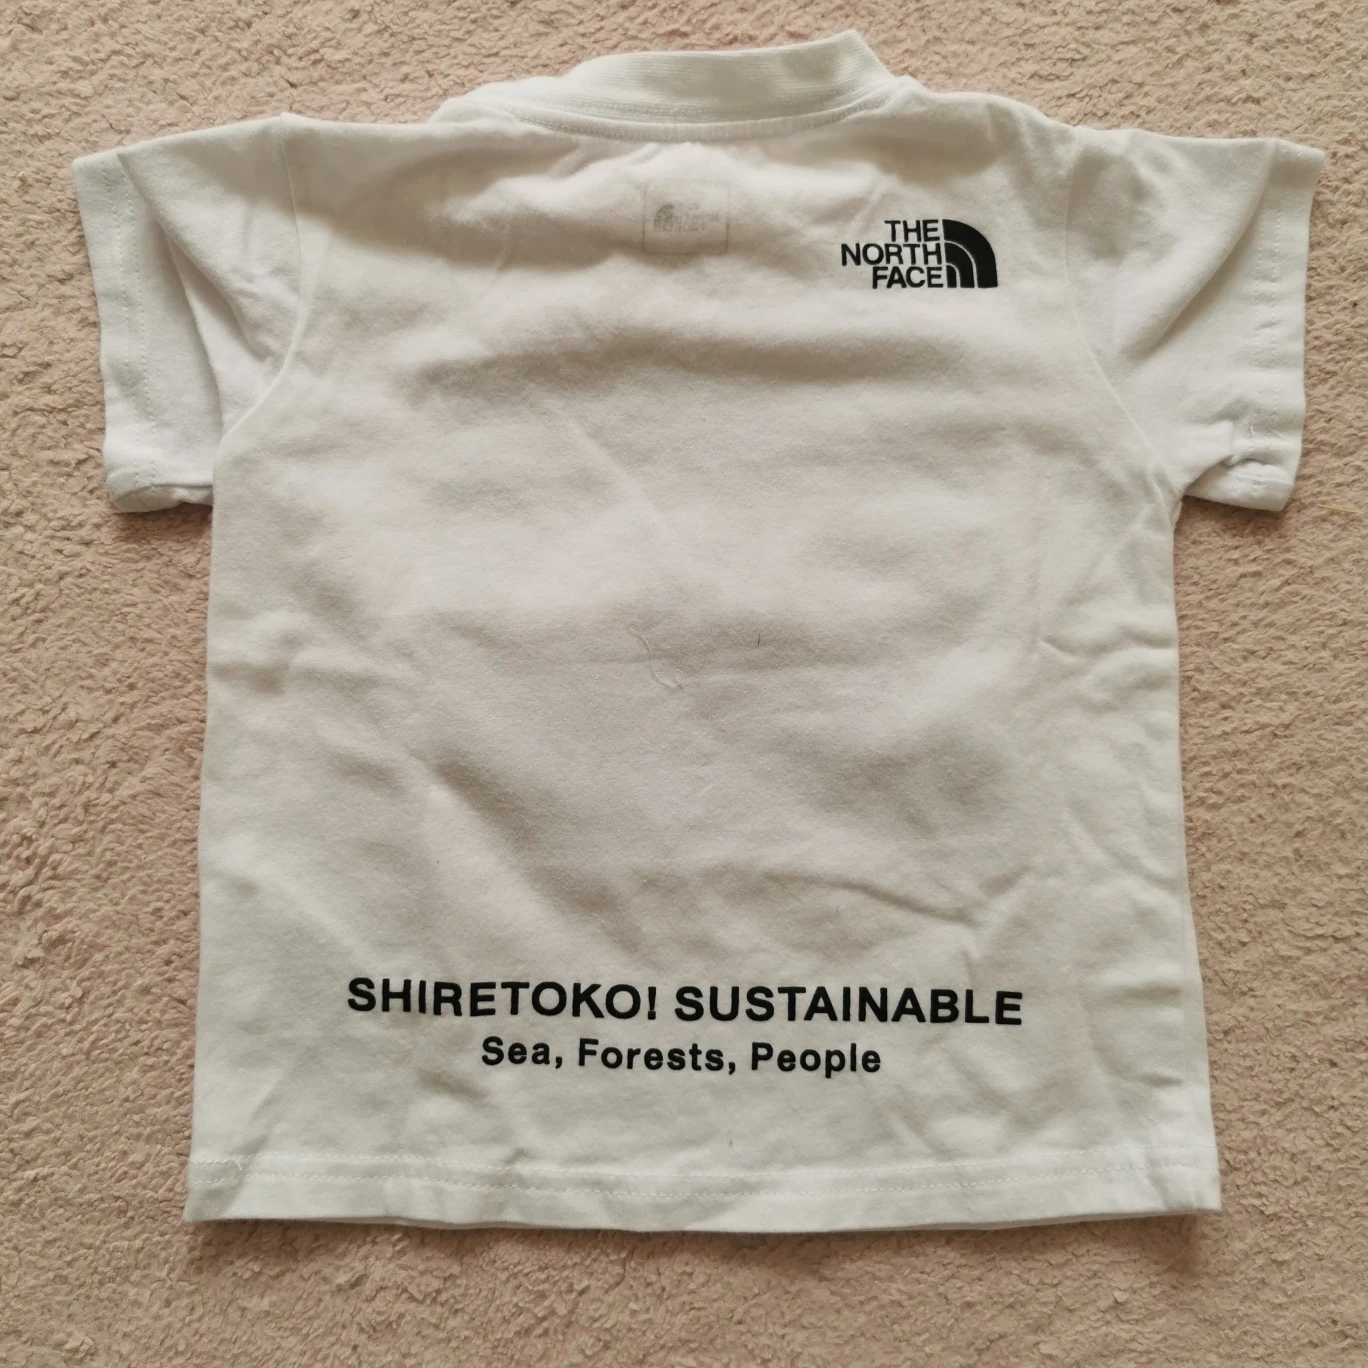 THE
NORTH
FACE
SHIRETOKO! SUSTAINABLE
Sea, Forests, People